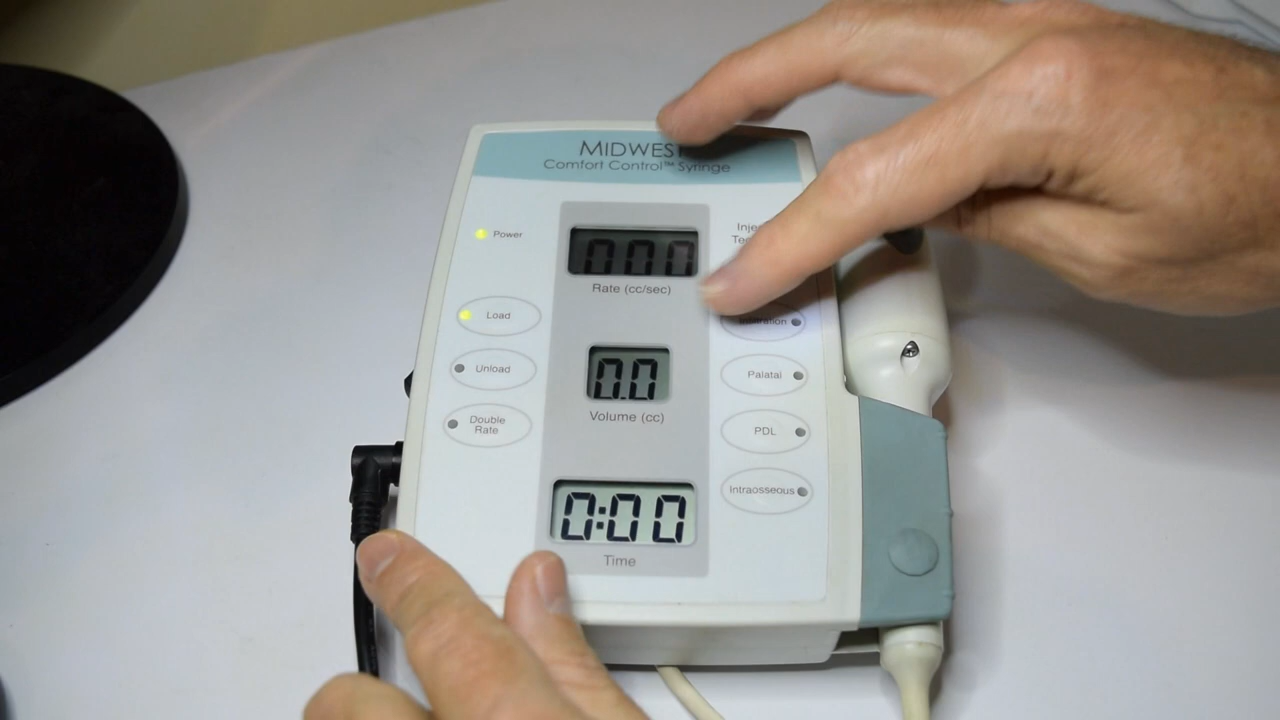 MIDWEST
Comfort Control™ Syringe
Power
000
Rate (cc/sec)
Load
Unload
Double
Rate
0.0
Volume (cc)
Palatal
PDL
Intraosseous
0:00
Time